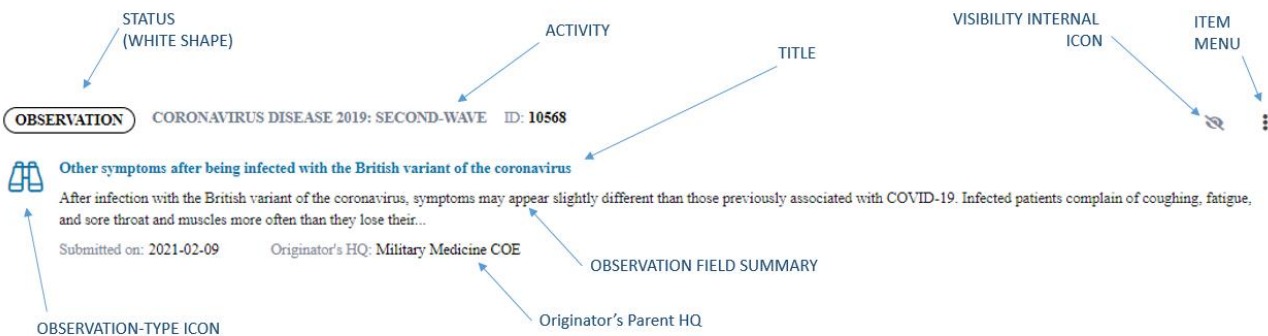 STATUS
(WHITE SHAPE)
ACTIVITY
TITLE
VISIBILITY INTERNAL
ICON
ITEM
MENU
OBSERVATION CORONAVIRUS DISEASE 2019: SECOND-WAVE ID: 10568
Other symptoms after being infected with the British variant of the coronavirus
After infection with the British variant of the coronavirus, symptoms may appear slightly different than those previously associated with COVID-19. Infected patients complain of coughing, fatigue,
and sore throat and muscles more often than they lose their...
Submitted on: 2021-02-09 Originator's HQ: Military Medicine COE
OBSERVATION FIELD SUMMARY
Originator's Parent HQ
OBSERVATION-TYPE ICON